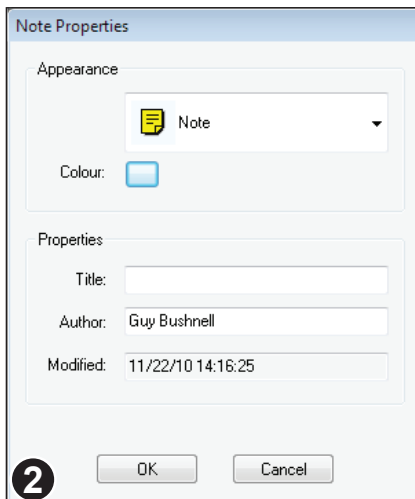 Note Properties
Appearance
Note
Colour:
Properties
Title:
Author: Guy Bushnell
Modified: 11/22/10 14:16:25
2 OK Cancel